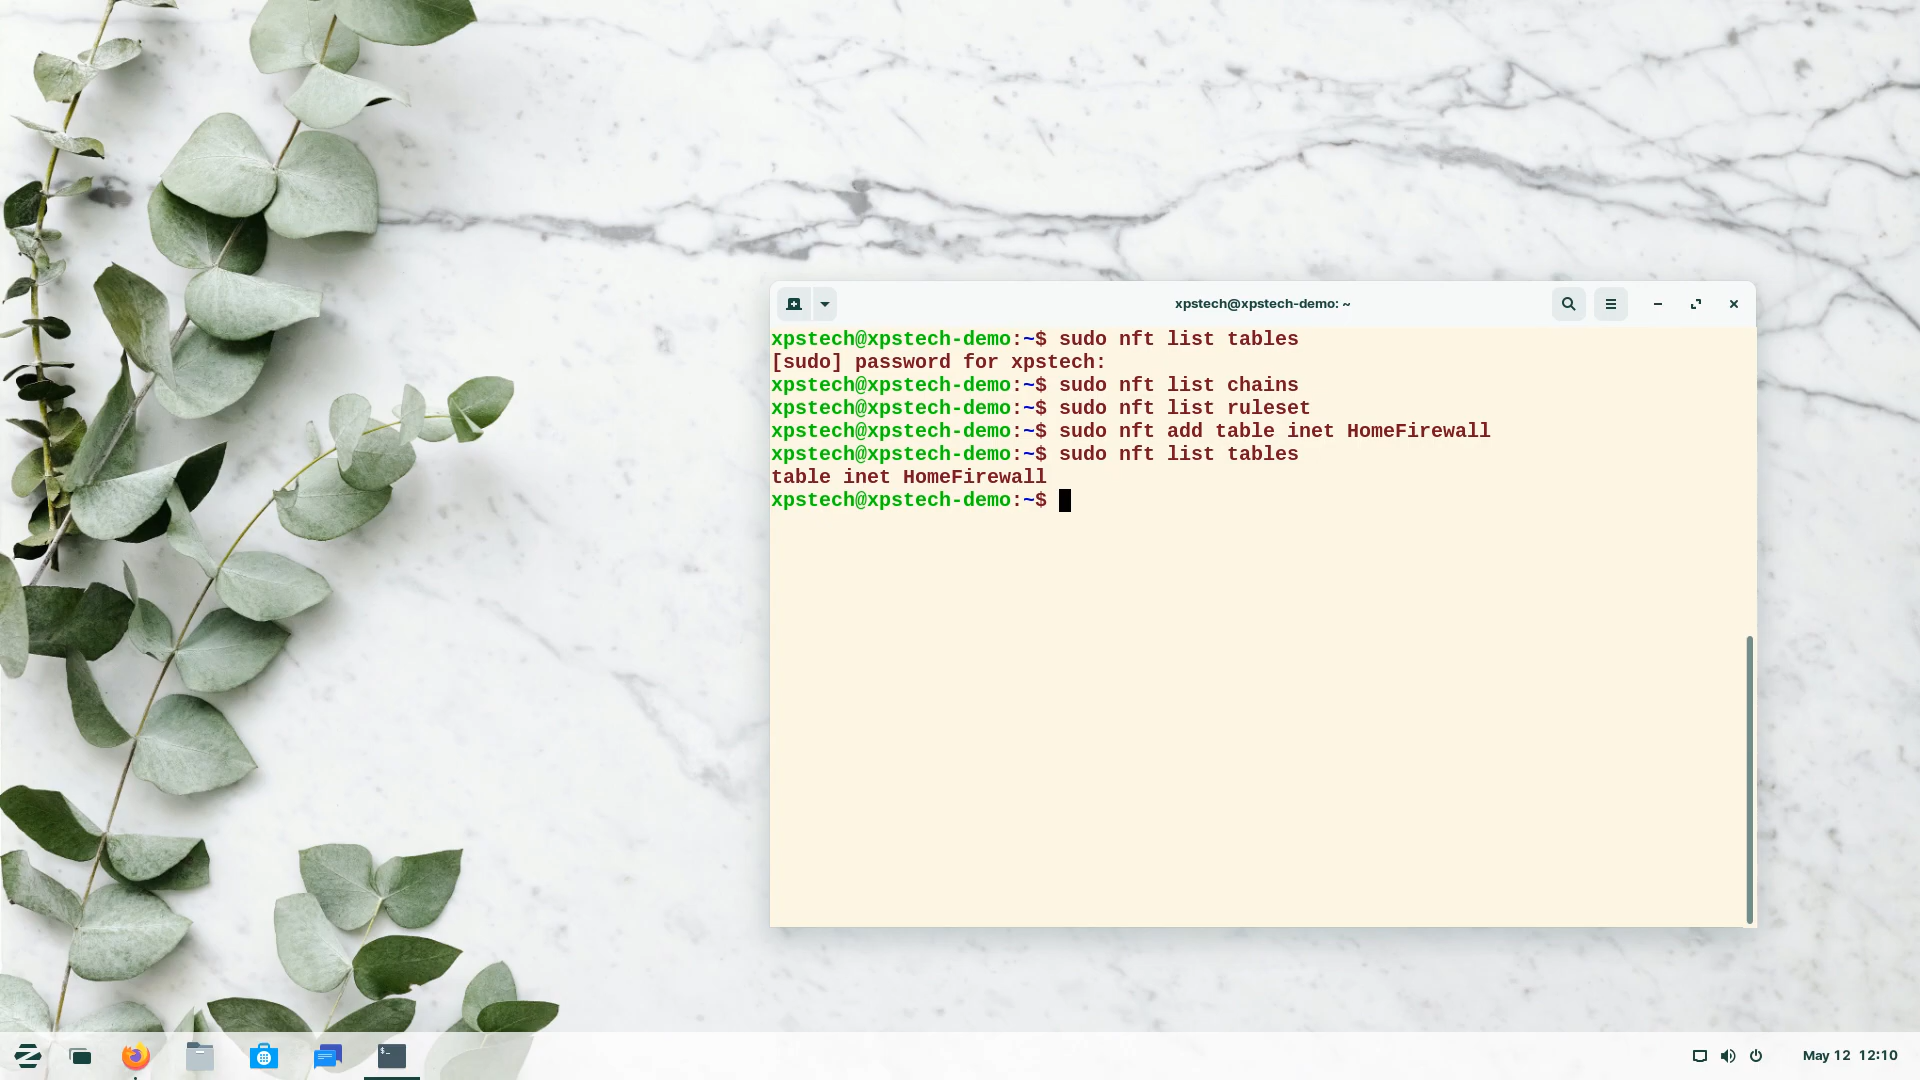 xpstech@xpstech-demo: ~
xpstech@xpstech-demo:~$ sudo nft list tables
[sudo] password for xpstech:
xpstech@xpstech-demo:~$ sudo nft list chains
xpstech@xpstech-demo:~$ sudo nft list ruleset
xpstech@xpstech-demo:~$ sudo nft add table inet HomeFirewall
xpstech@xpstech-demo:~$ sudo nft list tables
table inet HomeFirewall
xpstech@xpstech-demo:~$
May 12 12:10